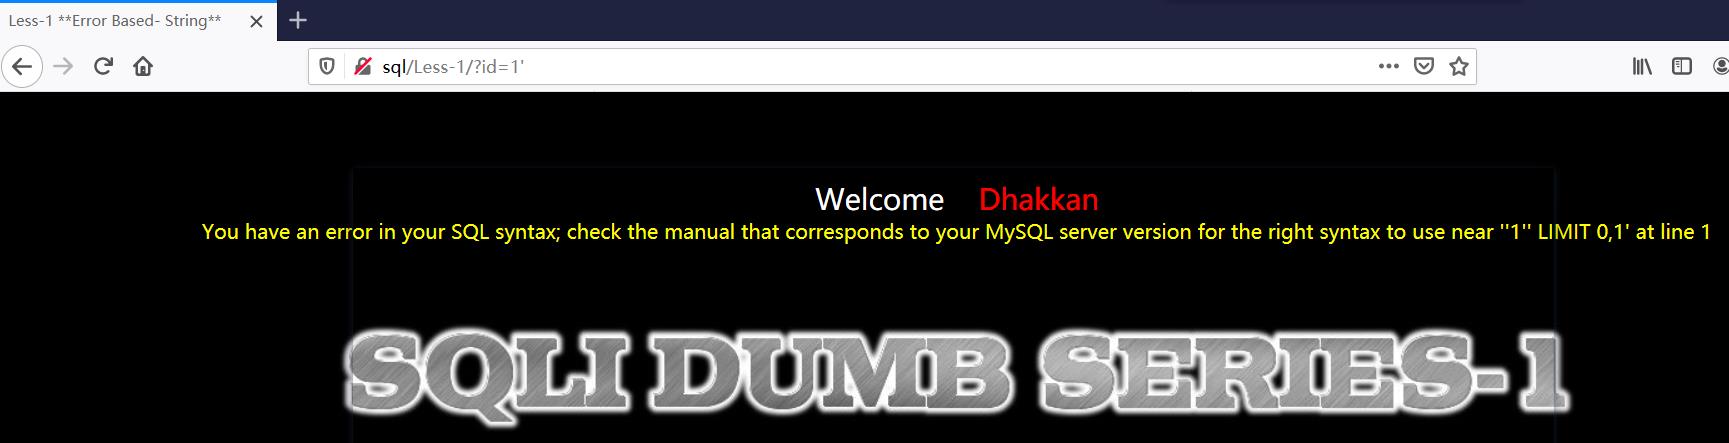 Less-1 **Error Based- String**
sql/Less-1/?id=1'
Welcome Dhakkan
You have an error in your SQL syntax; check the manual that corresponds to your MySQL server version for the right syntax to use near ''1'' LIMIT 0,1' at line 1
SQLI DUMB SERIES-1